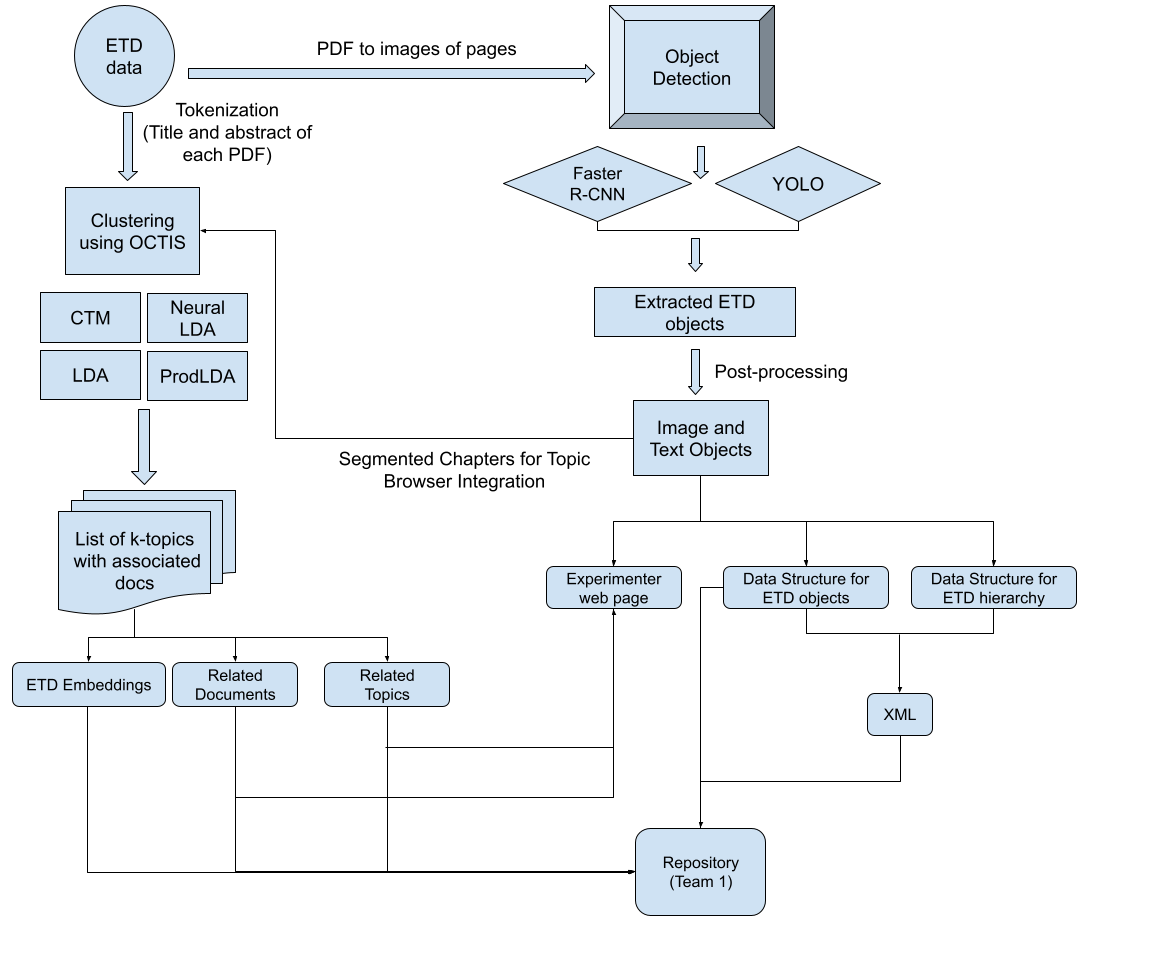 ETD
data
PDF to images of pages
Object
Detection
Tokenization
(Title and abstract of
each PDF)
Faster
R-CNN
YOLO
Clustering
using OCTIS
Extracted ETD
objects
CTM
Neural
LDA
LDA
ProdLDA
Post-processing
Image and
Text Objects
Segmented Chapters for Topic
Browser Integration
List of k-topics
with associated
docs
Experimenter
web page
Data Structure for
ETD objects
Data Structure for
ETD hierarchy
ETD Embeddings
Related
Documents
Related
Topics
XML
Repository
(Team 1)